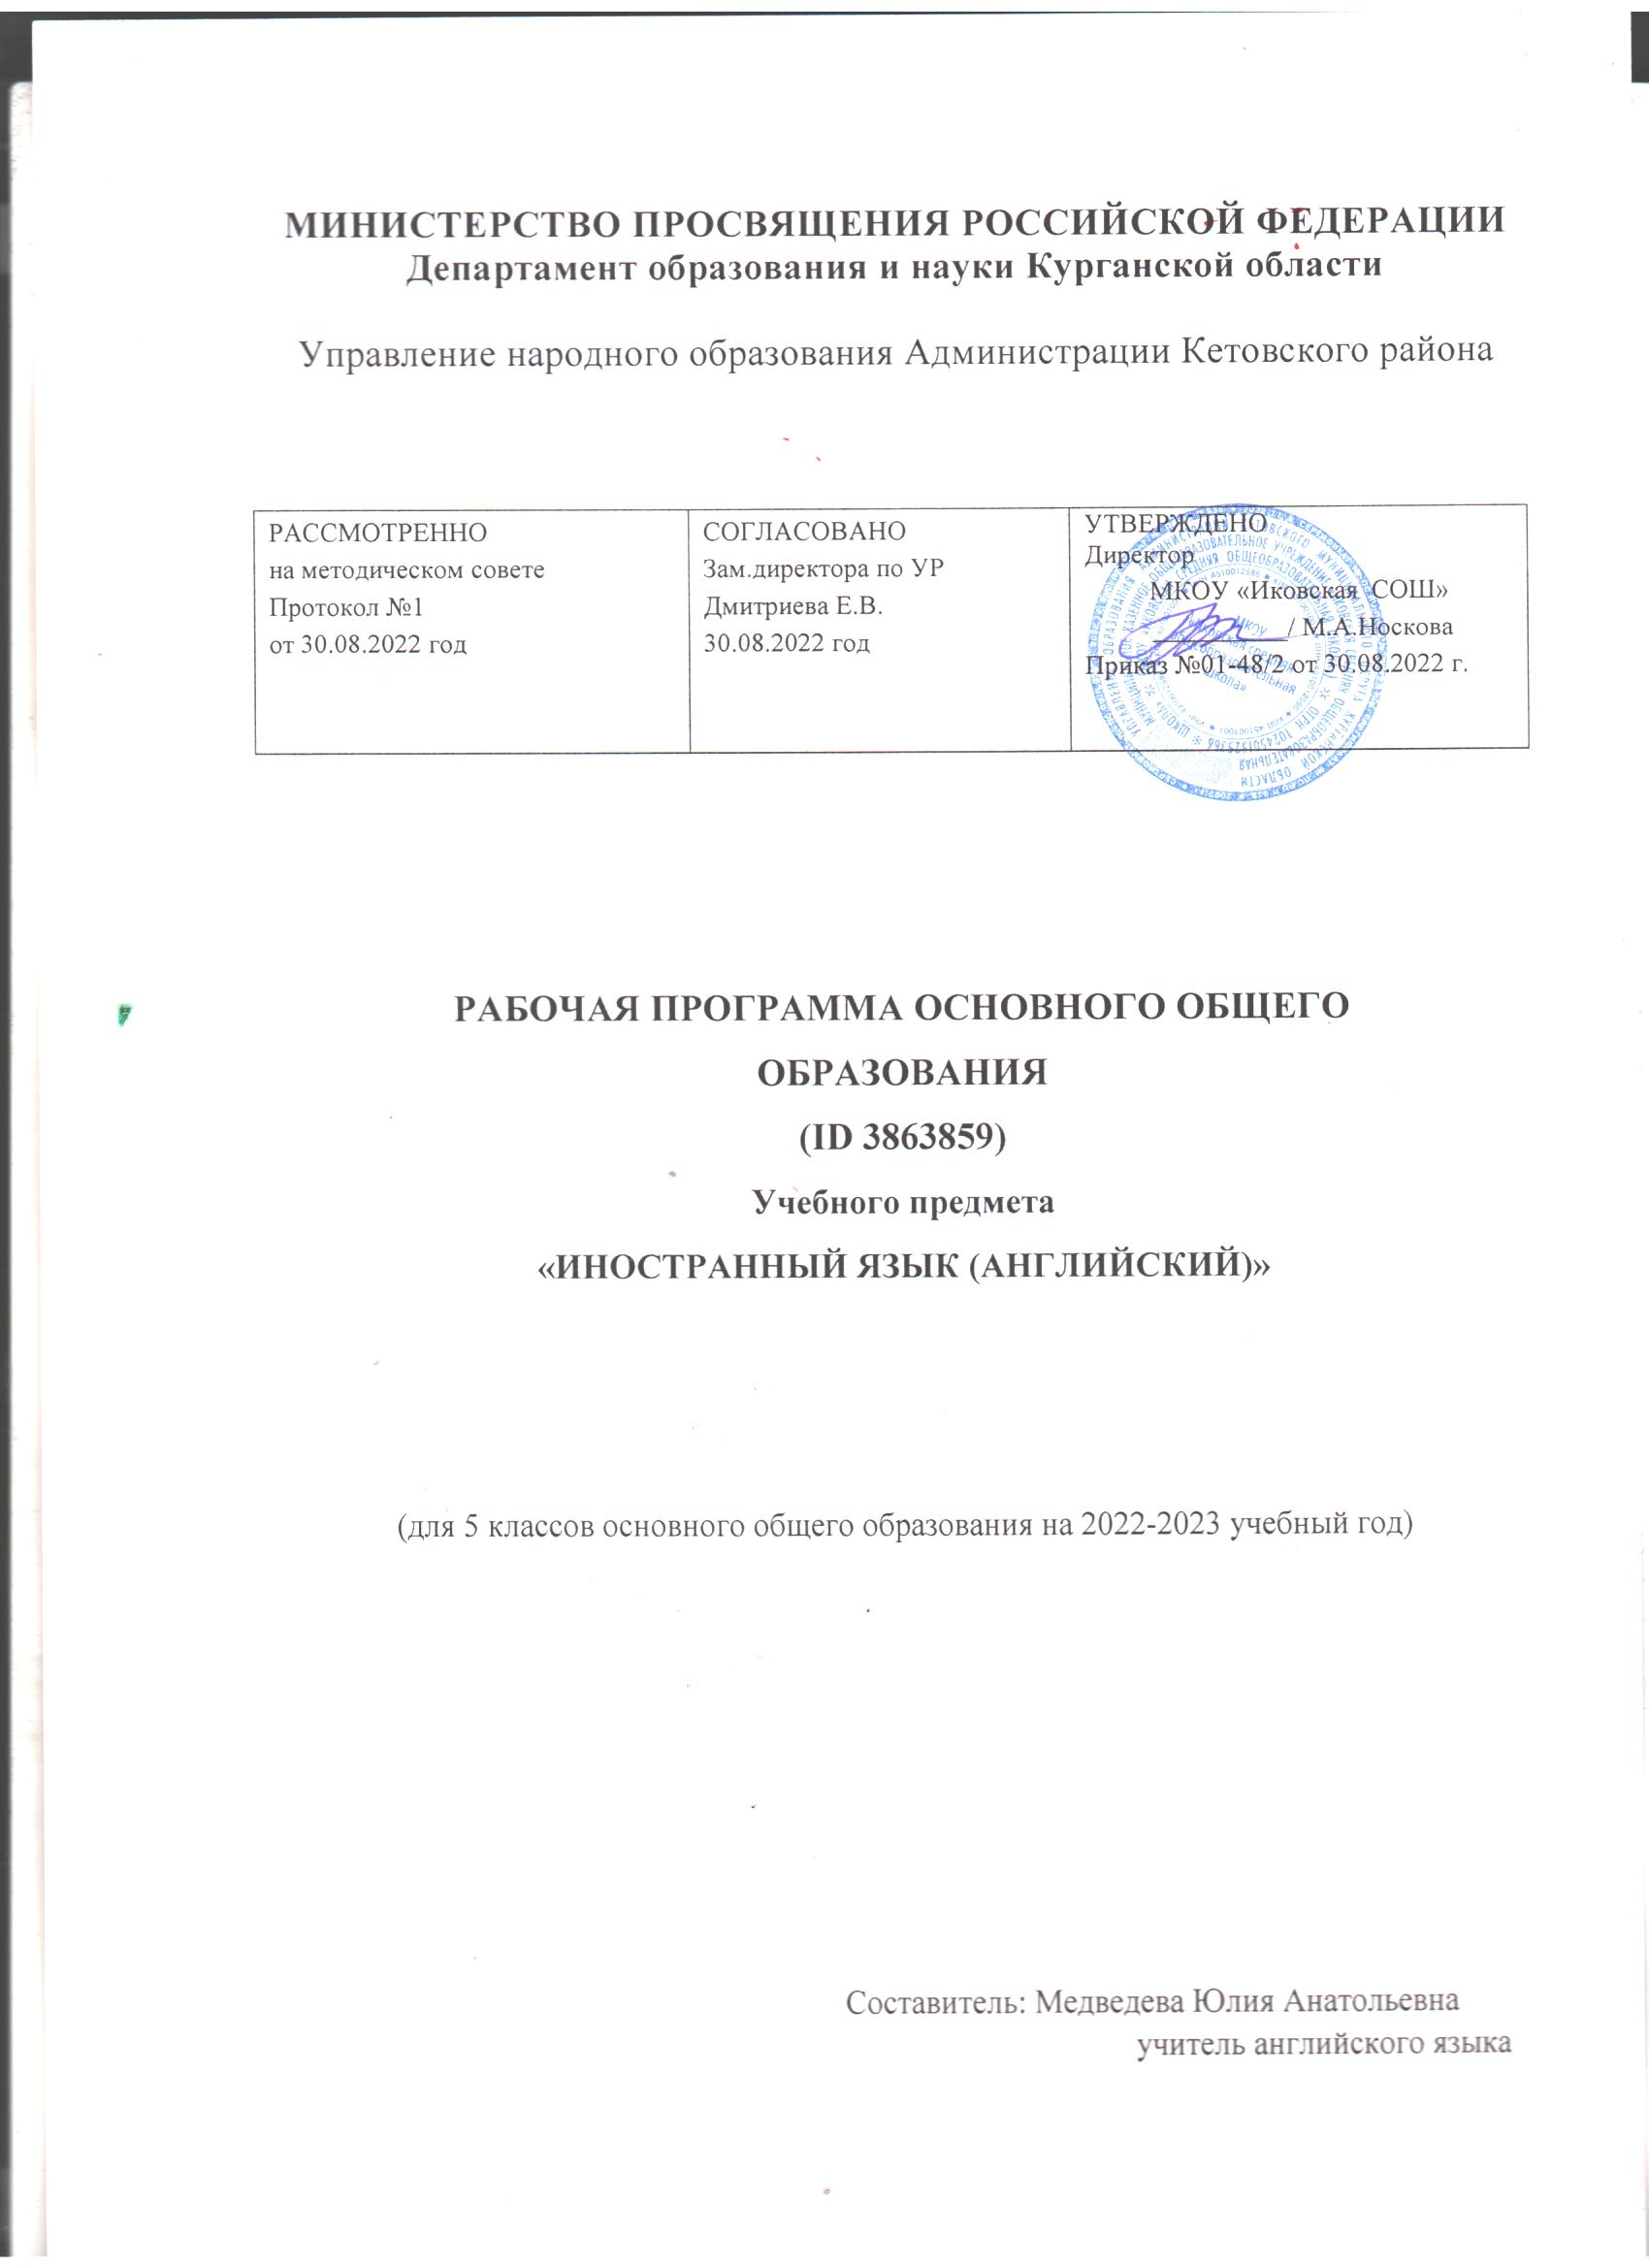 МИНИСТЕРСТВО ПРОСВЯЩЕНИЯ РОССИЙСКОЙ ФЕДЕРАЦИИ
Департамент образования и науки Курганской области
Управление народного образования Администрации Кетовского района
РАССМОТРЕННО
на методическом совете
Протокол №1
от 30.08.2022 год
СОГЛАСОВАНО
Зам.директора по УР
Дмитриева Е.В.
30.08.2022 год
УТВЕРЖДЕНО
Директор
МКОУ «Иковская СОШ»
/ М.А.Носкова
Приказ №01-48/2 от 30.08.2022 г.
РАБОЧАЯ ПРОГРАММА ОСНОВНОГО ОБЩЕГО
ОБРАЗОВАНИЯ
(ID 3863859)
Учебного предмета
«ИНОСТРАННЫЙ ЯЗЫК (АНГЛИЙСКИЙ)»
(для 5 классов основного общего образования на 2022-2023 учебный год)
Составитель: Медведева Юлия Анатольевна
учитель английского языка